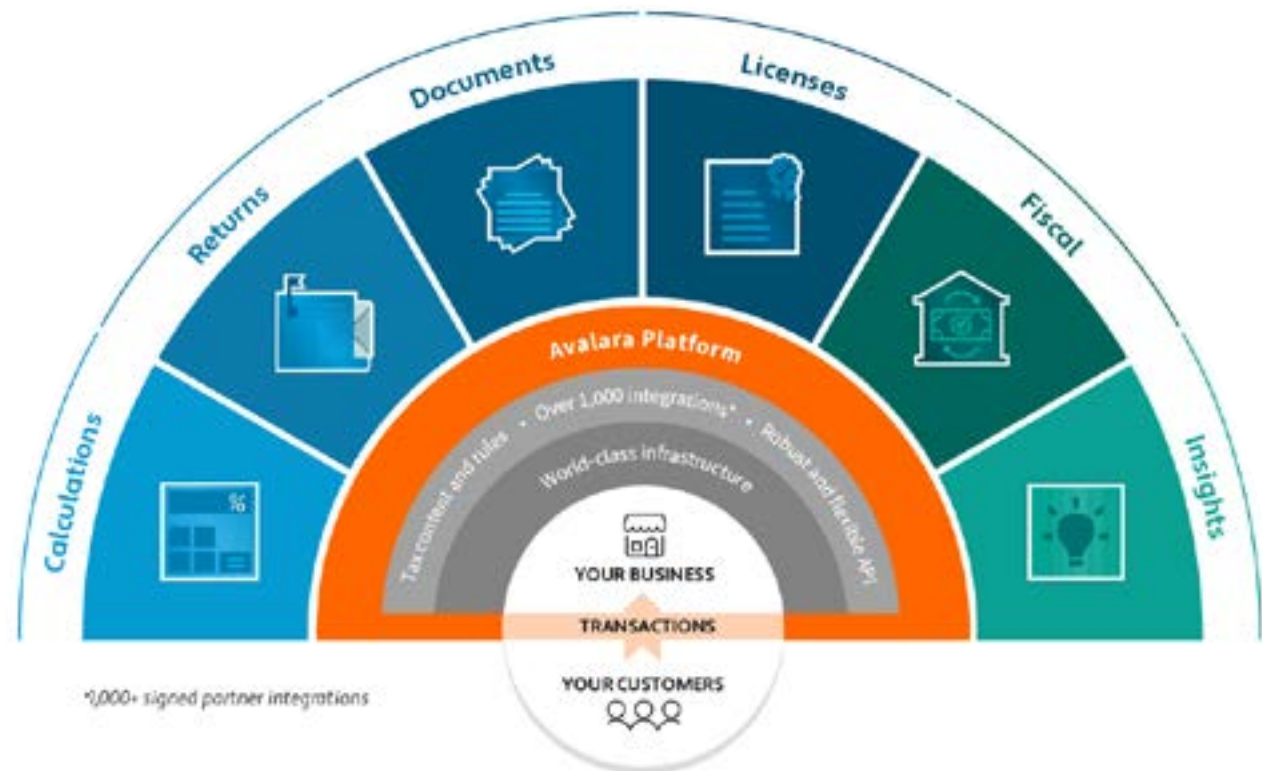 Calculations
Returns
Documents
Licenses
Fiscal
Insights
Avalara Platform
Tax content and rules • Over 1,000 integrations* • Robust and flexible API
World-class infrastructure
%
YOUR BUSINESS
TRANSACTIONS
YOUR CUSTOMERS
*1,000+ signed partner integrations